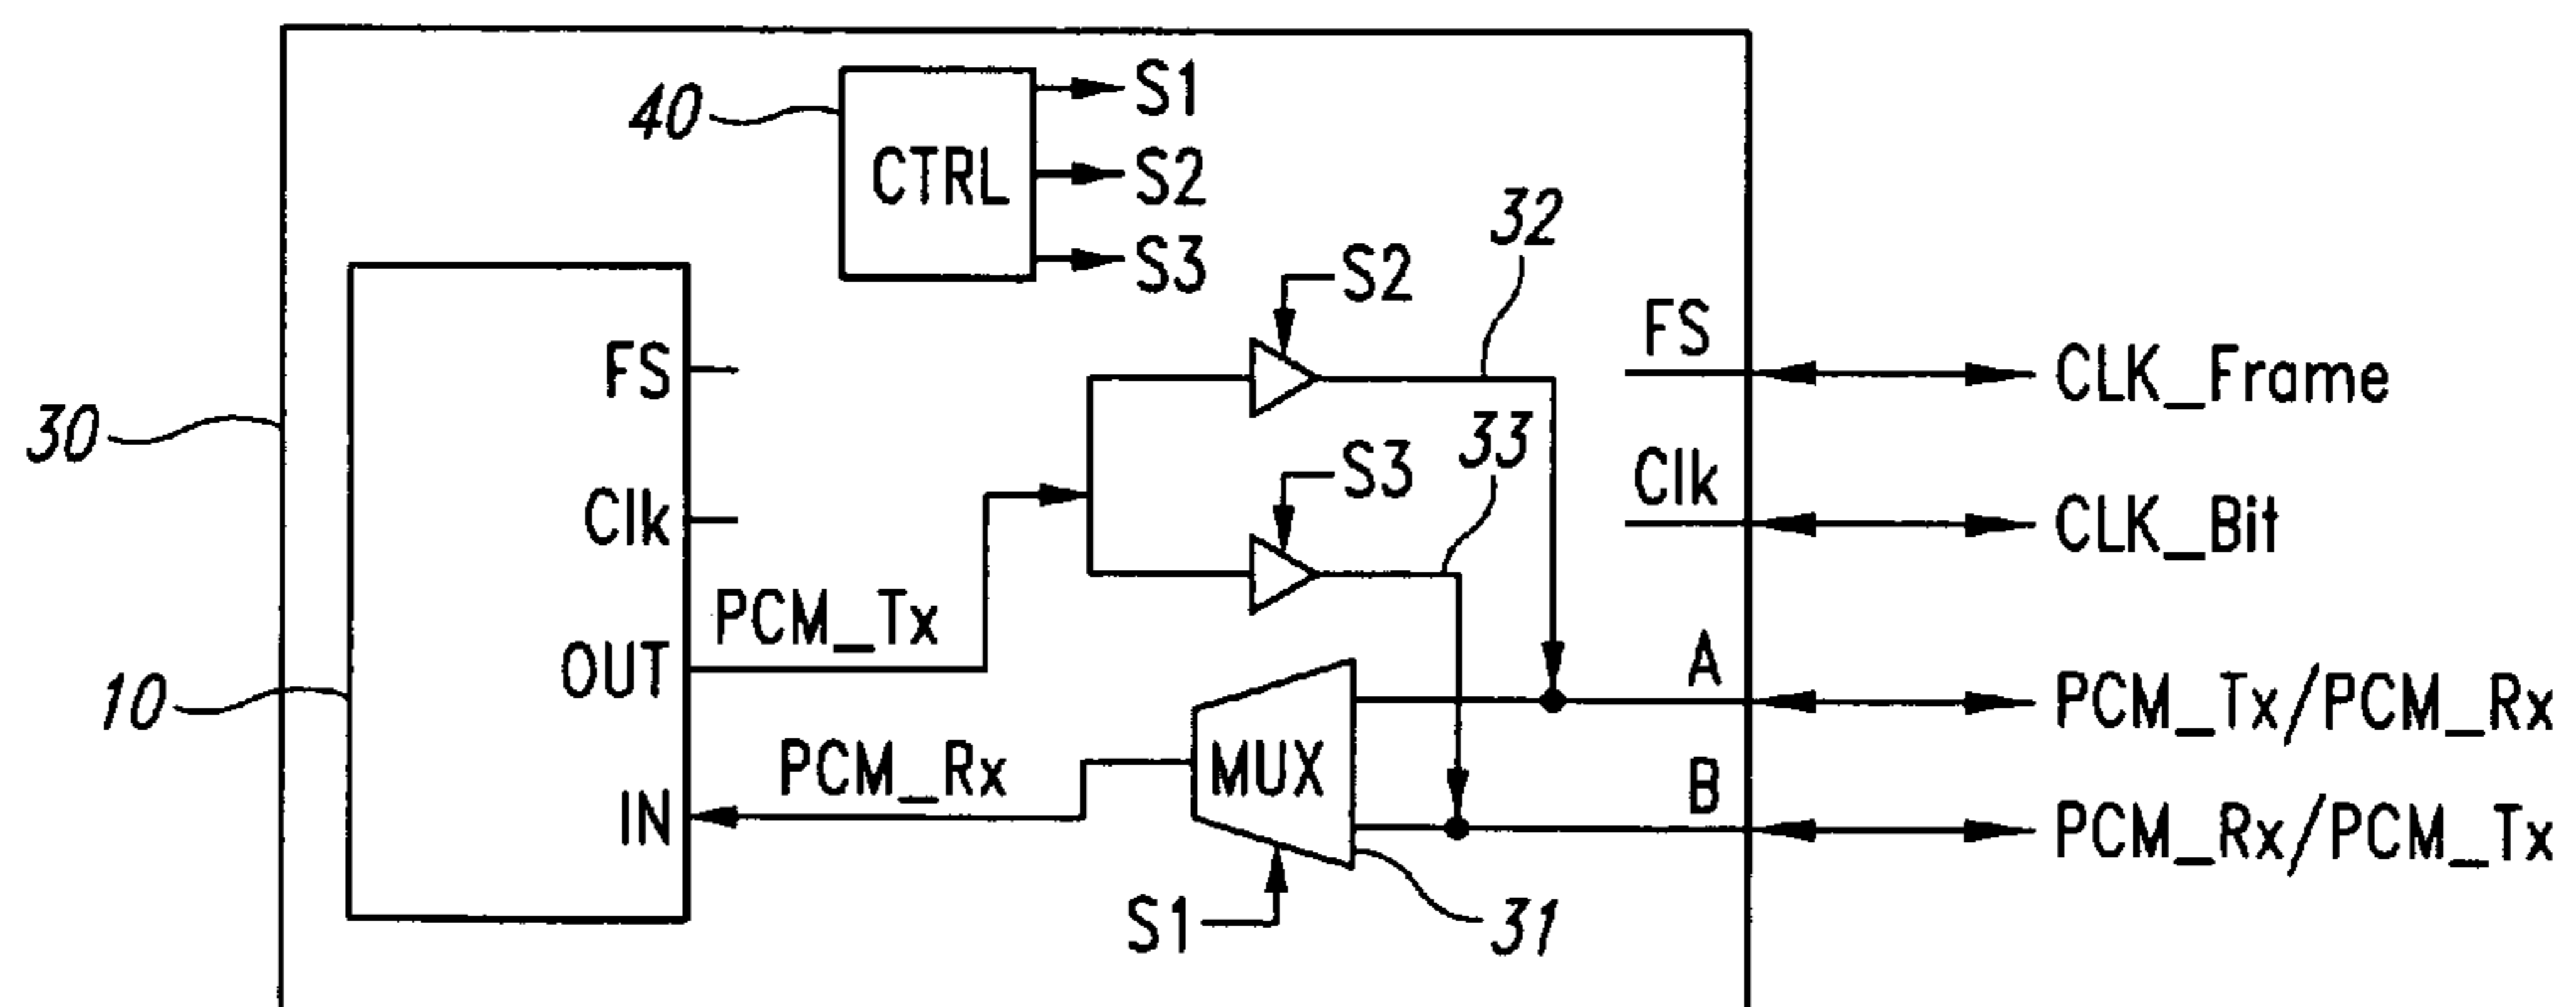 40
CTRL
S1
S2
S3
32
S2
FS
FS
CLK_Frame
30
33
S3
Clk
Clk
CLK_Bit
PCM_Tx
OUT
A
PCM_Tx/PCM_Rx
10
PCM_Rx
MUX
B
IN
PCM_Rx/PCM_Tx
S1
31